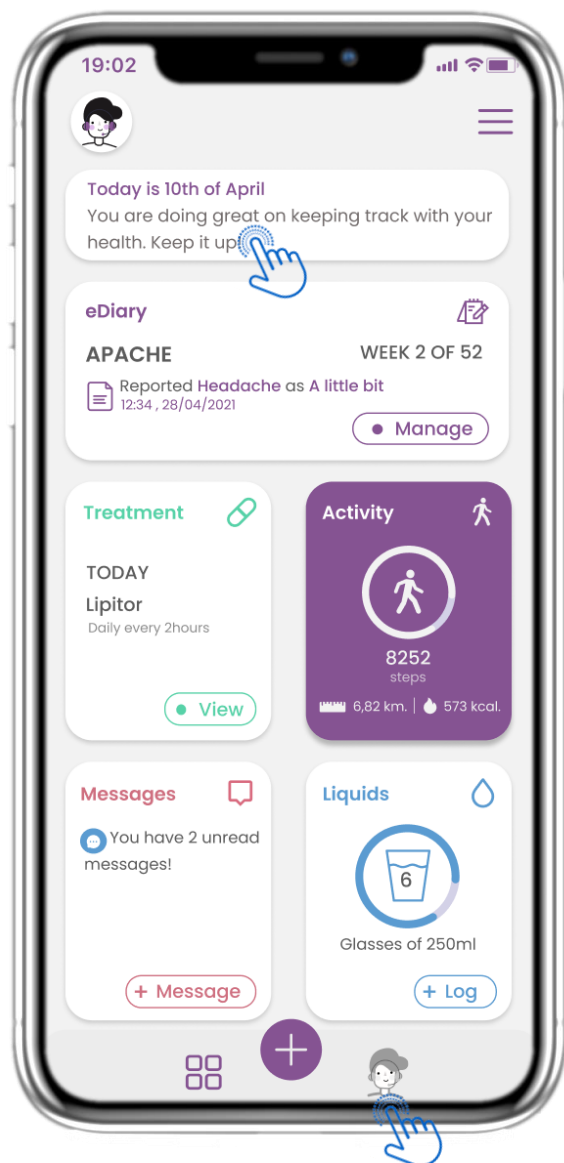 19:02
Today is 10th of April
You are doing great on keeping track with your
health. Keep it up
eDiary
APACHE
WEEK 2 OF 52
Reported Headache as A little bit
12:34 , 28/04/2021
Manage
Treatment
TODAY
Lipitor
Daily every 2hours
View
Activity
8252
steps
6,82 km.
573 kcal.
Messages
You have 2 unread
messages!
+ Message
Liquids
6
Glasses of 250ml
+ Log